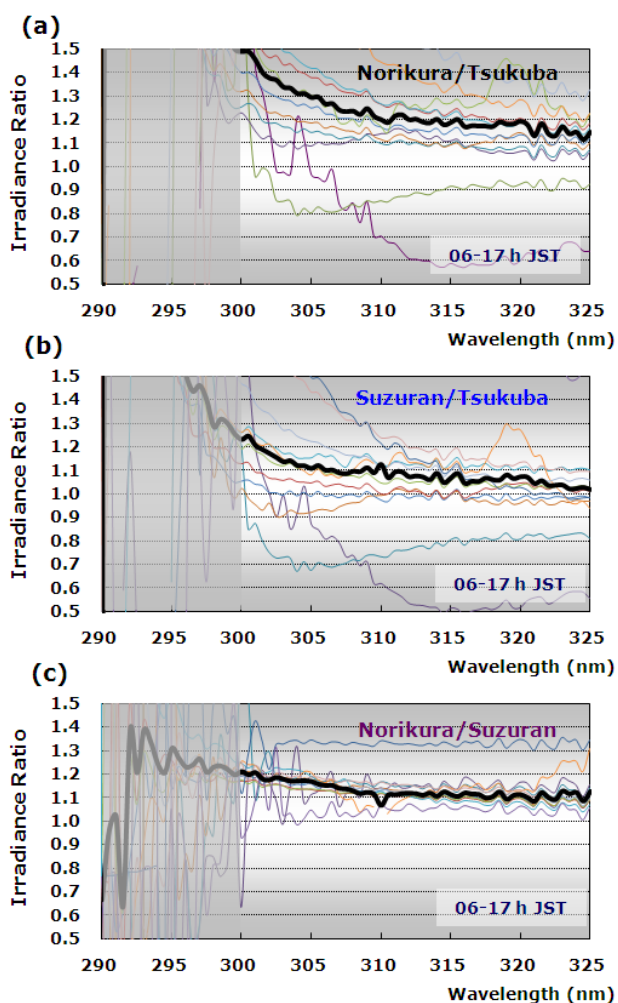 (a)
1.5
1.4
1.3
1.2
1.1
1.0
0.9
0.8
0.7
0.6
0.5
Irradiance Ratio
Norikura/Tsukuba
06-17 h JST
290 295 300 305 310 315 320 325
Wavelength (nm)
(b)
1.5
1.4
1.3
1.2
1.1
1.0
0.9
0.8
0.7
0.6
0.5
Irradiance Ratio
Suzuran/Tsukuba
06-17 h JST
290 295 300 305 310 315 320 325
Wavelength (nm)
(c)
1.5
1.4
1.3
1.2
1.1
1.0
0.9
0.8
0.7
0.6
0.5
Irradiance Ratio
Norikura/Suzuran
06-17 h JST
290 295 300 305 310 315 320 325
Wavelength (nm)